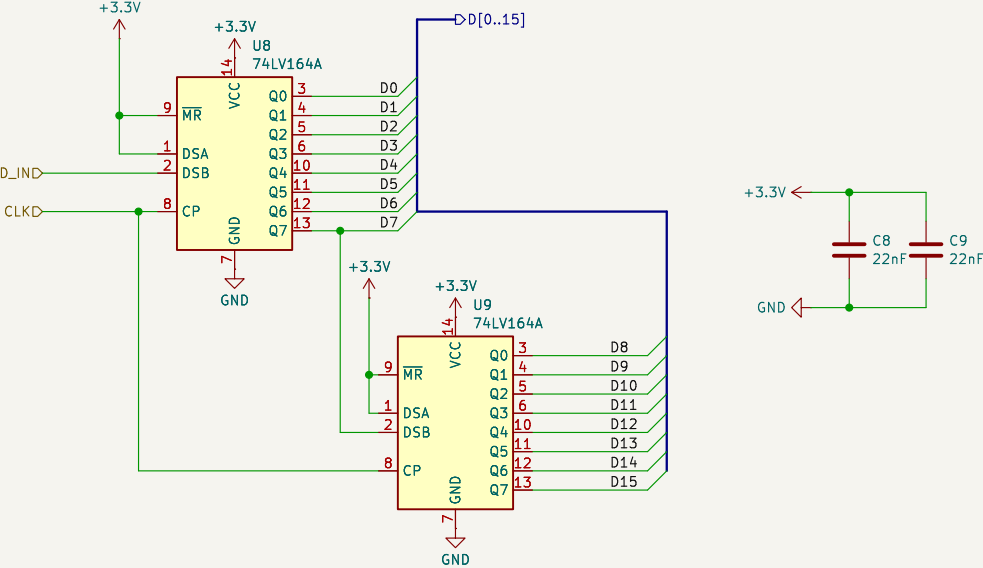 +3.3V
D[0..15]
+3.3V
U8
74LV164A
14
VCC
Q0 3 D0
9 MR
Q1 4 D1
Q2 5 D2
1 DSA
Q3 6 D3
D_IN
2 DSB
Q4 10 D4
Q5 11 D5
CLK
8 CP
Q6 12 D6
GND
Q7 13 D7
7
GND
+3.3V
C8
22nF
C9
22nF
GND
+3.3V
+3.3V
U9
74LV164A
14
VCC
Q0 3 D8
9 MR
Q1 4 D9
Q2 5 D10
1 DSA
Q3 6 D11
2 DSB
Q4 10 D12
Q5 11 D13
8 CP
Q6 12 D14
GND
Q7 13 D15
7
GND